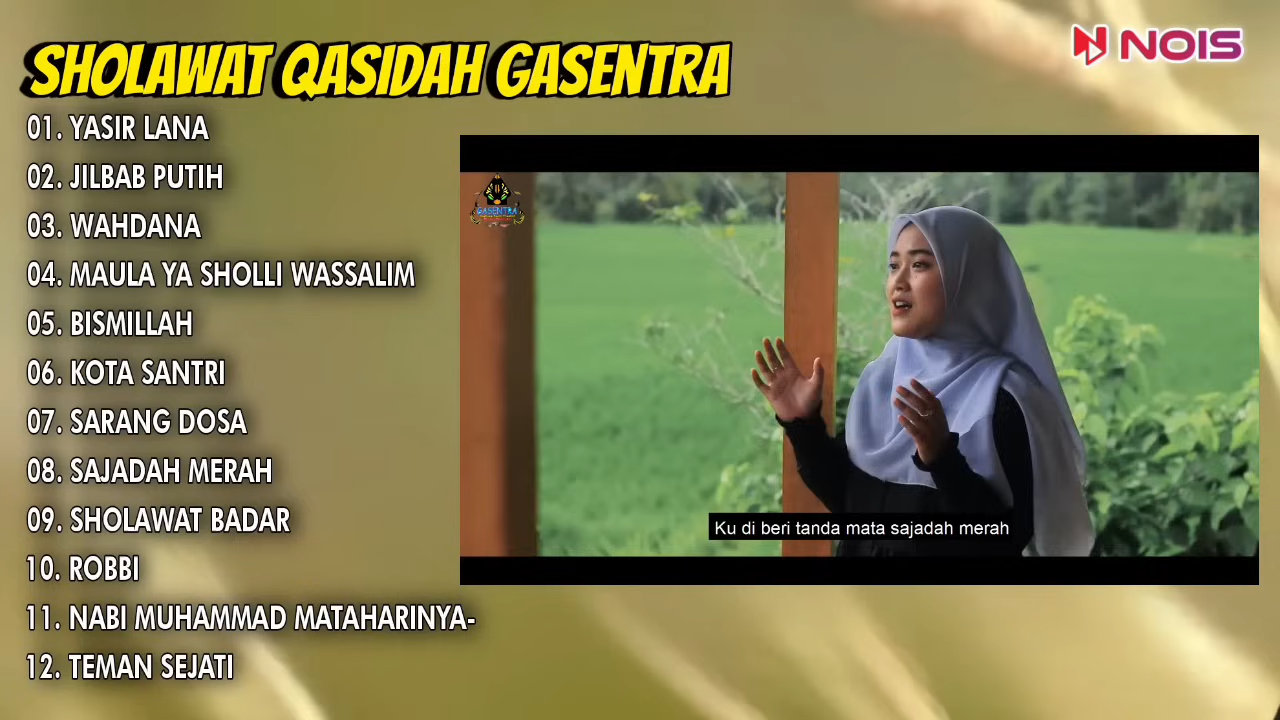 SHOLAWAT QASIDAH GASENTRA
NOIS
01. YASIR LANA
02. JILBAB PUTIH
03. WAHDANA
04. MAULA YA SHOLLI WASSALIM
05. BISMILLAH
06. KOTA SANTRI
07. SARANG DOSA
08. SAJADAH MERAH
09. SHOLAWAT BADAR
10. ROBBI
11. NABI MUHAMMAD MATAHARINYA-
12. TEMAN SEJATI
GASENTRA
Ku di beri tanda mata sajadah merah